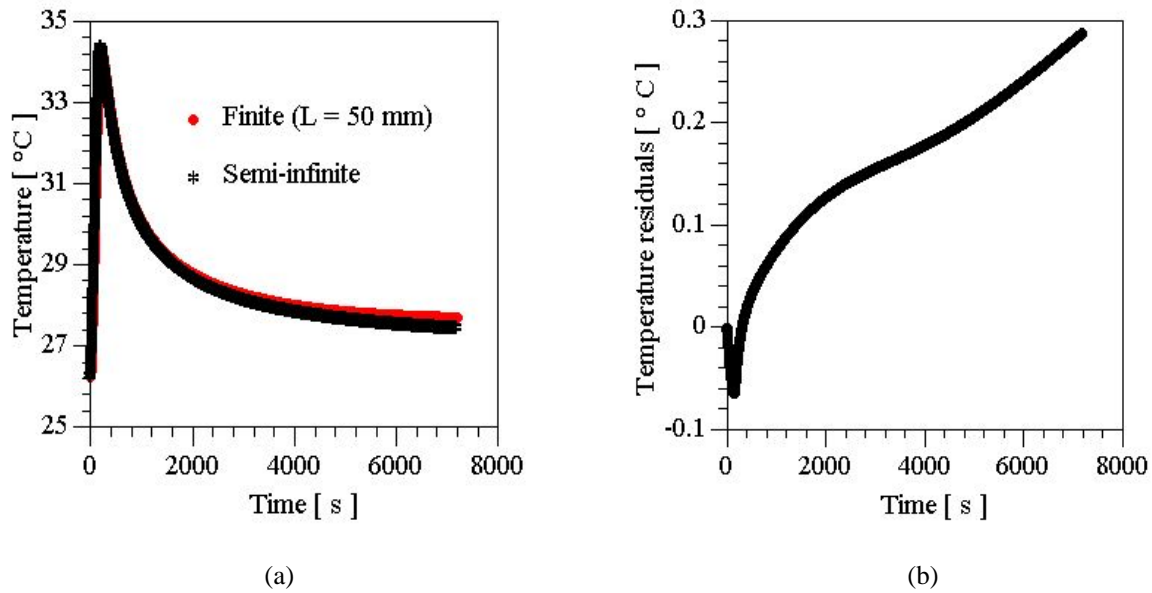 35
33
31
29
27
25
Temperature [ °C]
● Finite (L = 50 mm)
* Semi-infinite
0
2000
4000
6000
8000
Time [ s ]
(a)
0.3
0.2
0.1
0
-0.1
Temperature residuals [ ° C ]
0
2000
4000
6000
8000
Time [ s ]
(b)